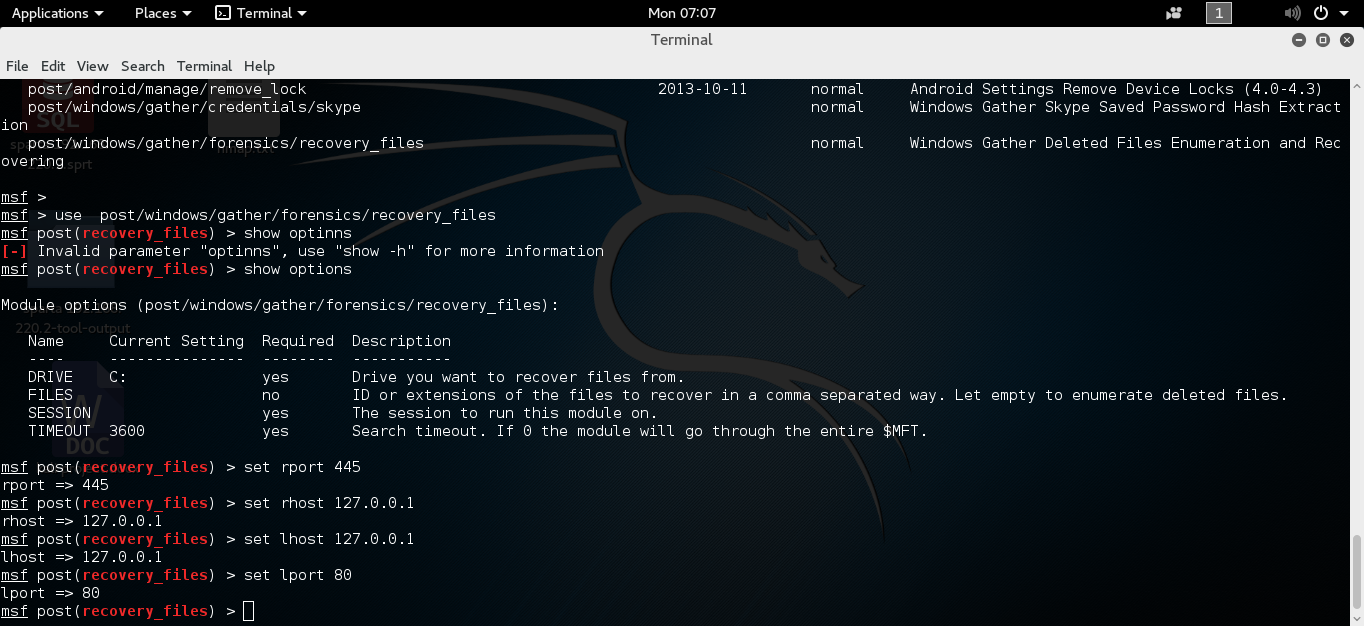 Applications Places Terminal Mon 07:07 1
Terminal
File Edit View Search Terminal Help
post/android/manage/remove_lock 2013-10-11 normal Android Settings Remove Device Locks (4.0-4.3)
post/windows/gather/credentials/skype normal Windows Gather Skype Saved Password Hash Extract
ion
post/windows/gather/forensics/recovery_files normal Windows Gather Deleted Files Enumeration and Rec
overing
msf >
msf > use  post/windows/gather/forensics/recovery_files
msf post(recovery_files) > show optinns
[-] Invalid parameter "optinns", use "show -h" for more information
msf post(recovery_files) > show options
Module options (post/windows/gather/forensics/recovery_files):
Name Current Setting Required Description
---- --------------- -------- -----------
DRIVE C: yes Drive you want to recover files from.
FILES no ID or extensions of the files to recover in a comma separated way. Let empty to enumerate deleted files.
SESSION yes The session to run this module on.
TIMEOUT 3600 yes Search timeout. If 0 the module will go through the entire $MFT.
msf post(recovery_files) > set rport 445
rport => 445
msf post(recovery_files) > set rhost 127.0.0.1
rhost => 127.0.0.1
msf post(recovery_files) > set lhost 127.0.0.1
lhost => 127.0.0.1
msf post(recovery_files) > set lport 80
lport => 80
msf post(recovery_files) >
SQL
220.2-tool-output
DOC